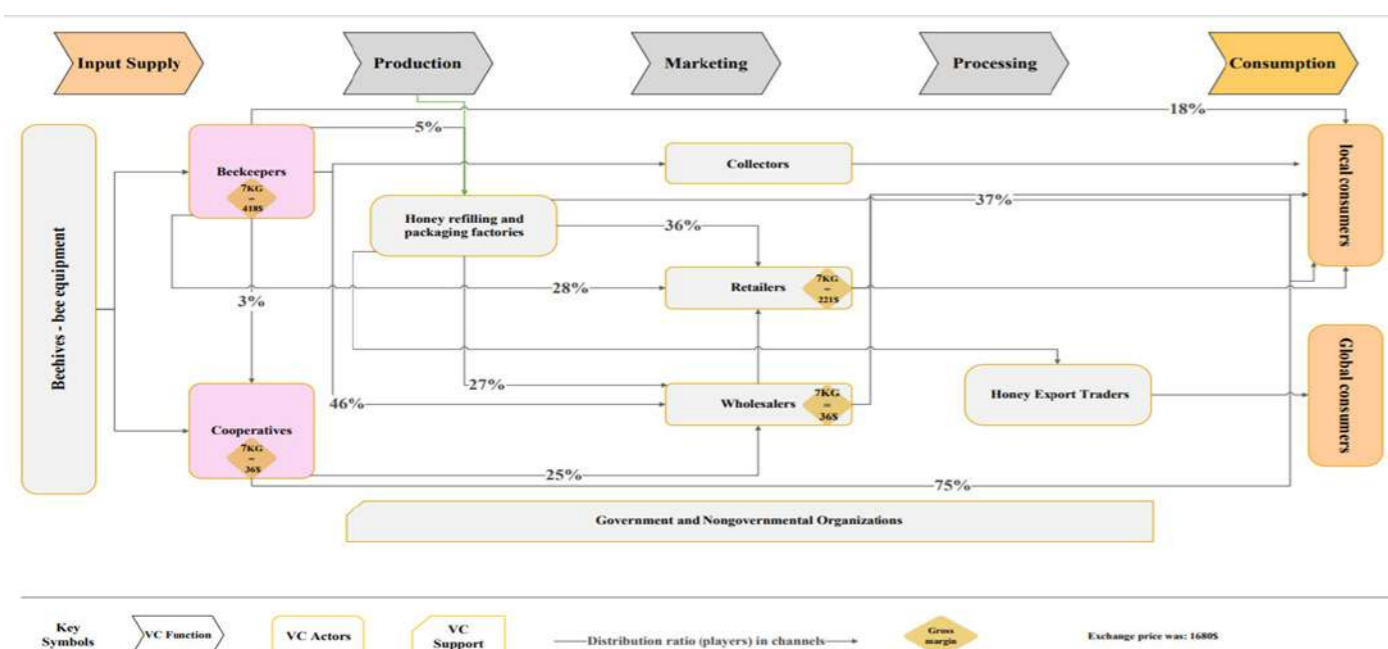 Input Supply
Production
Marketing
Processing
Consumption
18%
5%
Beekeepers
7KG
=
418$
Collectors
local consumers
Beehives - bee equipment
Honey refilling and
packaging factories
37%
36%
Retailers
7KG
=
221$
28%
3%
27%
46%
Wholesalers
7KG
=
36$
Honey Export Traders
Global consumers
Cooperatives
7KG
=
36$
25%
75%
Government and Nongovernmental Organizations
Key
Symbols
VC Function
VC Actors
VC
Support
Distribution ratio (players) in channels
Gross
margin
Exchange price was: 1680$